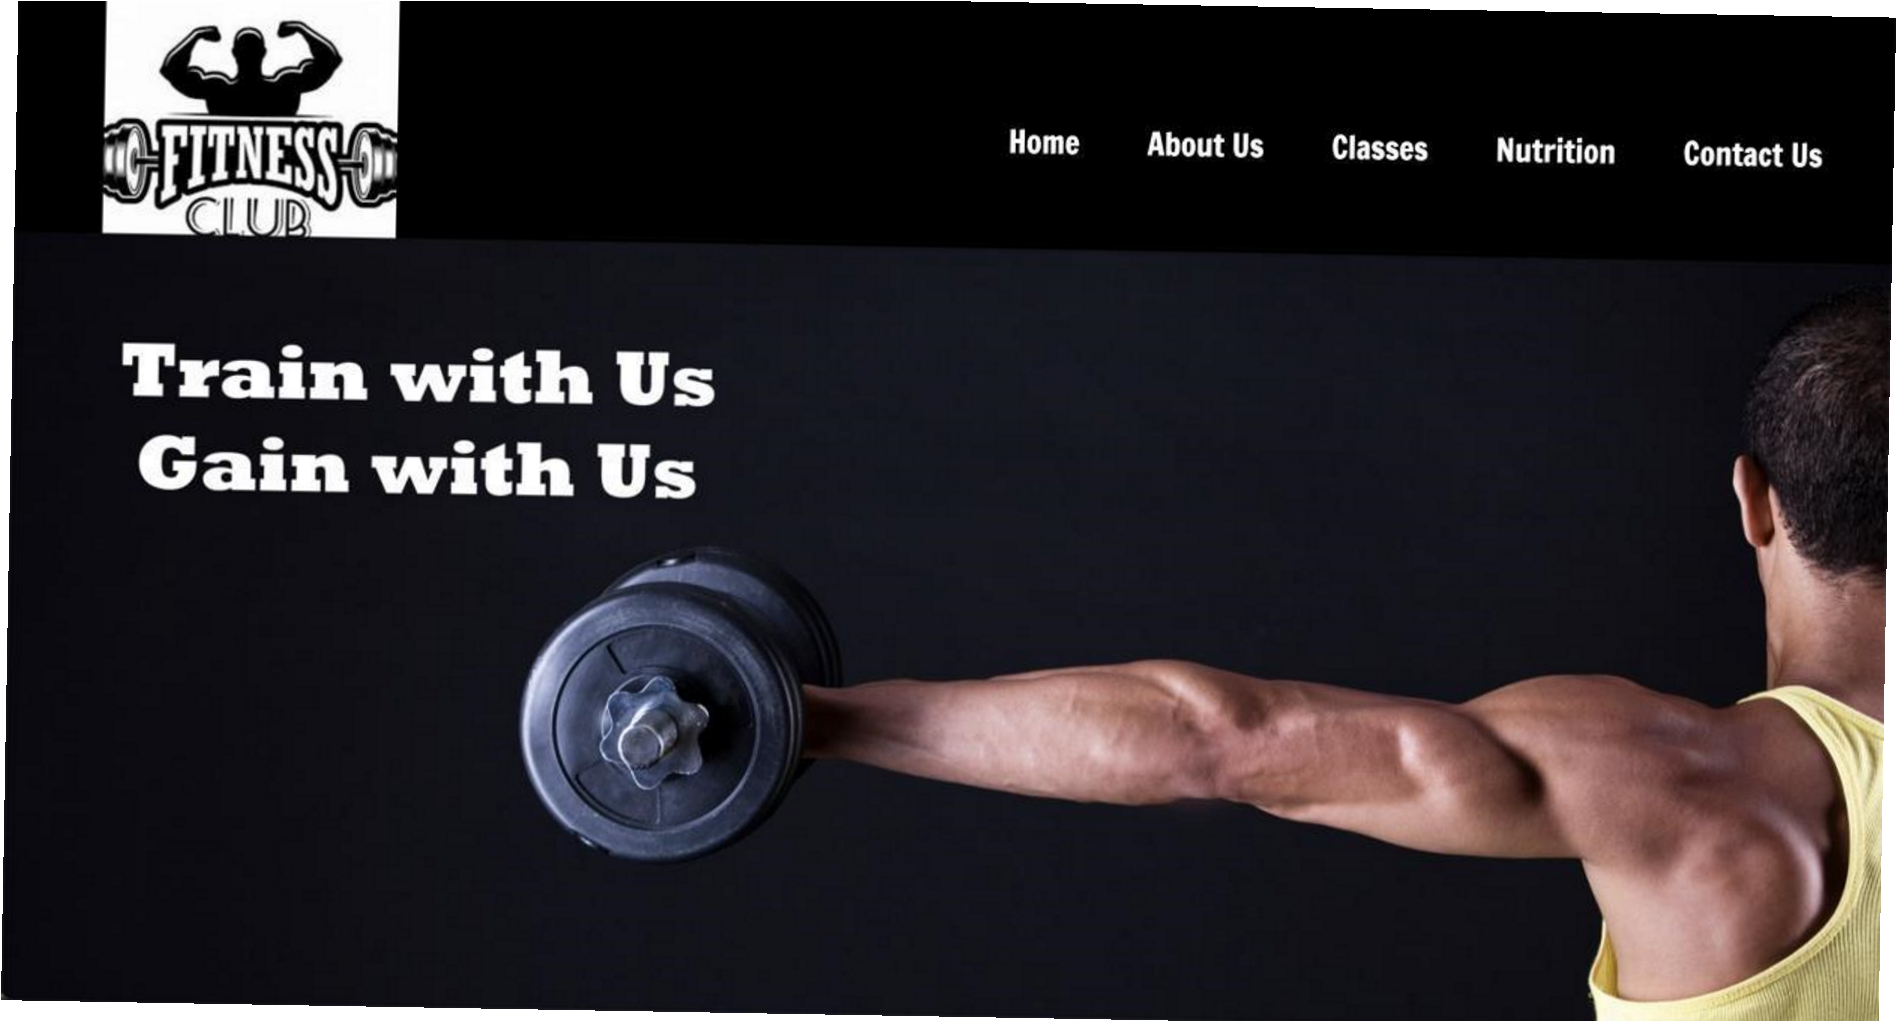 FITNESS
CLUB
Home About Us Classes Nutrition Contact Us
Train with Us
Gain with Us